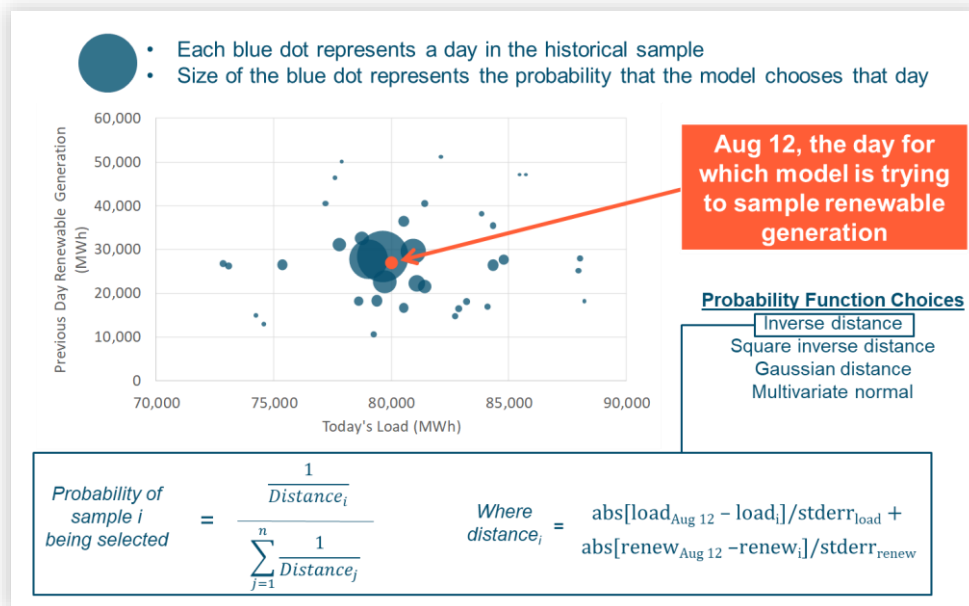 • Each blue dot represents a day in the historical sample
• Size of the blue dot represents the probability that the model chooses that day
60,000
50,000
40,000
30,000
20,000
10,000
0
Previous Day Renewable Generation
(MWh)
70,000 75,000 80,000 85,000 90,000
Today's Load (MWh)
Aug 12, the day for
which model is trying
to sample renewable
generation
Probability Function Choices
Inverse distance
Square inverse distance
Gaussian distance
Multivariate normal
Probability of
sample i
being selected
=
1
Distanceᵢ
n
∑
j=1
1
Distanceⱼ
Where
distanceᵢ
=
abs[load_Aug 12 – loadᵢ]/stderr_load +
abs[renew_Aug 12 –renewᵢ]/stderr_renew